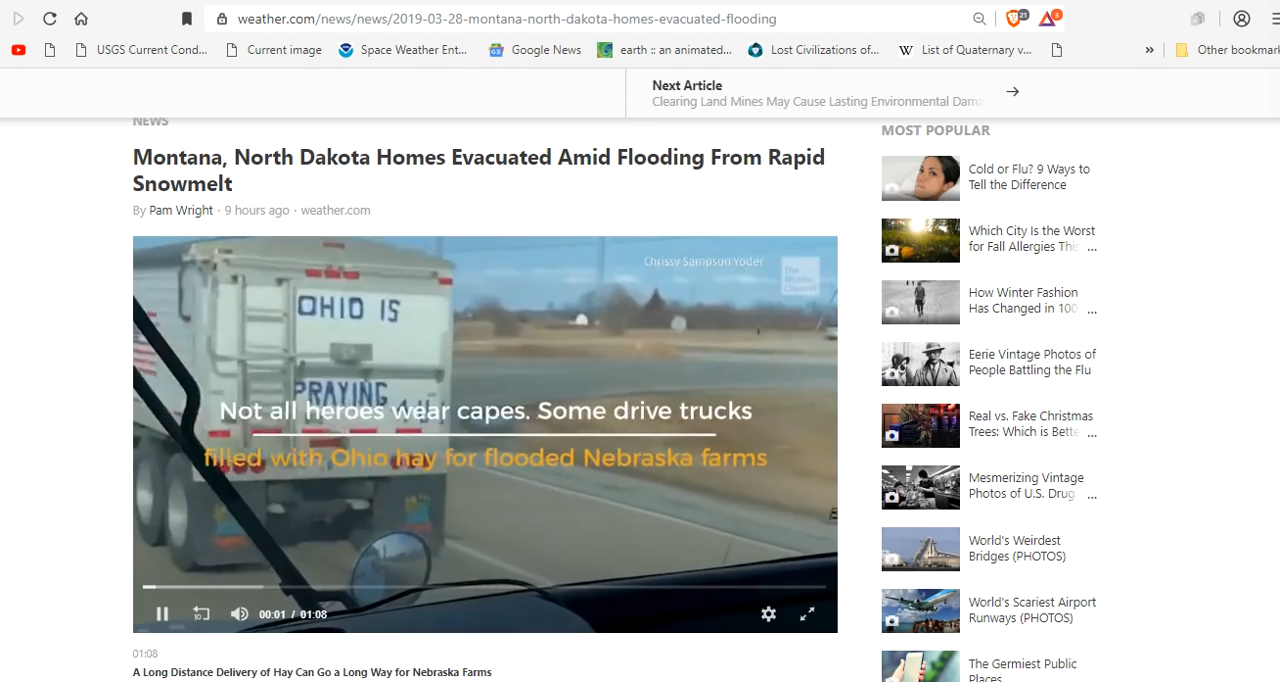 weather.com/news/news/2019-03-28-montana-north-dakota-homes-evacuated-flooding
21
3
USGS Current Cond...
Current image
Space Weather Ent...
Google News
earth :: an animated...
Lost Civilizations of...
W
List of Quaternary v...
»
Other bookmark
Next Article
Clearing Land Mines May Cause Lasting Environmental Dama
NEWS
Montana, North Dakota Homes Evacuated Amid Flooding From Rapid
Snowmelt
By Pam Wright · 9 hours ago · weather.com
Chrissy Sampson Yoder
The
Weather
Channel
OHIO IS
PRAYING
Not all heroes wear capes. Some drive trucks
filled with Ohio hay for flooded Nebraska farms
10
00:01 / 01:08
01:08
A Long Distance Delivery of Hay Can Go a Long Way for Nebraska Farms
MOST POPULAR
Cold or Flu? 9 Ways to
Tell the Difference
Which City Is the Worst
for Fall Allergies This ...
How Winter Fashion
Has Changed in 100 ...
Eerie Vintage Photos of
People Battling the Flu
Real vs. Fake Christmas
Trees: Which is Bette ...
Mesmerizing Vintage
Photos of U.S. Drug ...
World's Weirdest
Bridges (PHOTOS)
World's Scariest Airport
Runways (PHOTOS)
The Germiest Public
Places